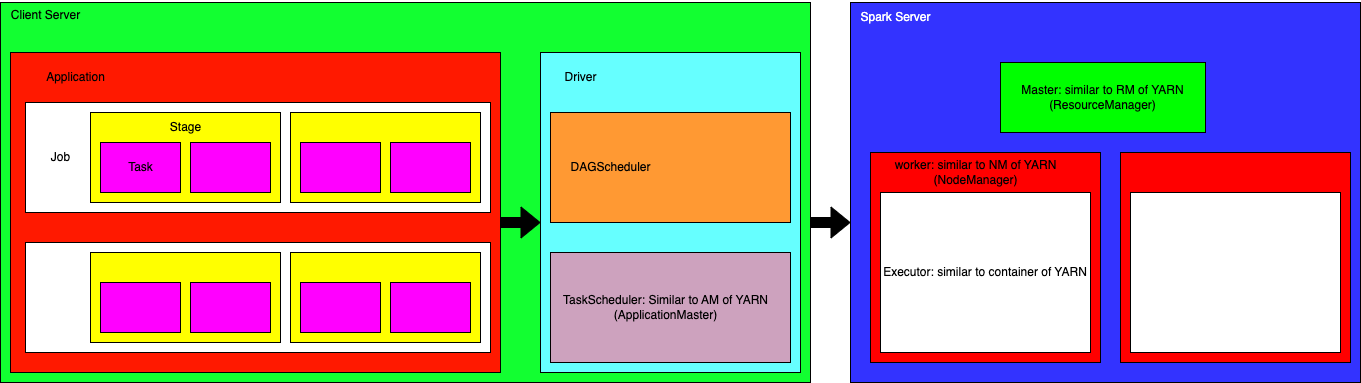 Client Server
Application
Job
Stage
Task
Driver
DAGScheduler
TaskScheduler: Similar to AM of YARN
(ApplicationMaster)
Spark Server
Master: similar to RM of YARN
(ResourceManager)
worker: similar to NM of YARN
(NodeManager)
Executor: similar to container of YARN